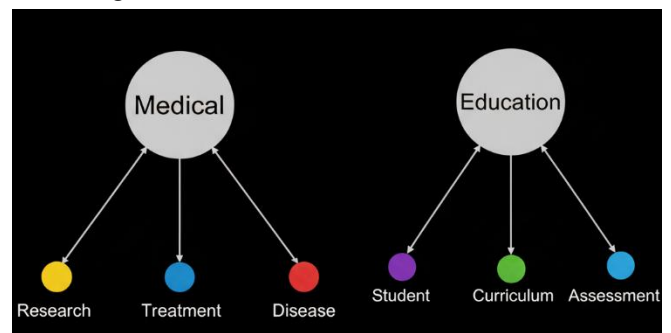 Medical
Education
Research
Treatment
Disease
Student
Curriculum
Assessment